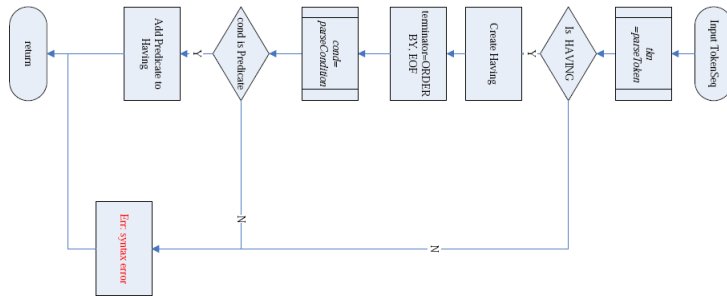 Input TokenSeq
tkn
=parseToken
Is HAVING
Y
Create Having
terminator=ORDER
BY. EOF
cond=
parseCondition
cond is Predicate
Y
Add Predicate to
Having
return
N
N
Err: syntax error